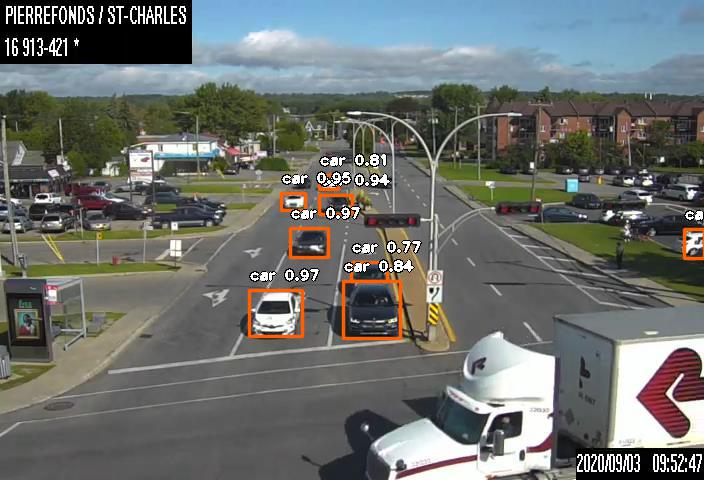 PIERREFONDS / ST-CHARLES
16 913-421 *
car 0.81
car 0.95
0.94
car 0.97
car 0.77
car 0.84
car 0.97
ca
2020/09/03 09:52:47